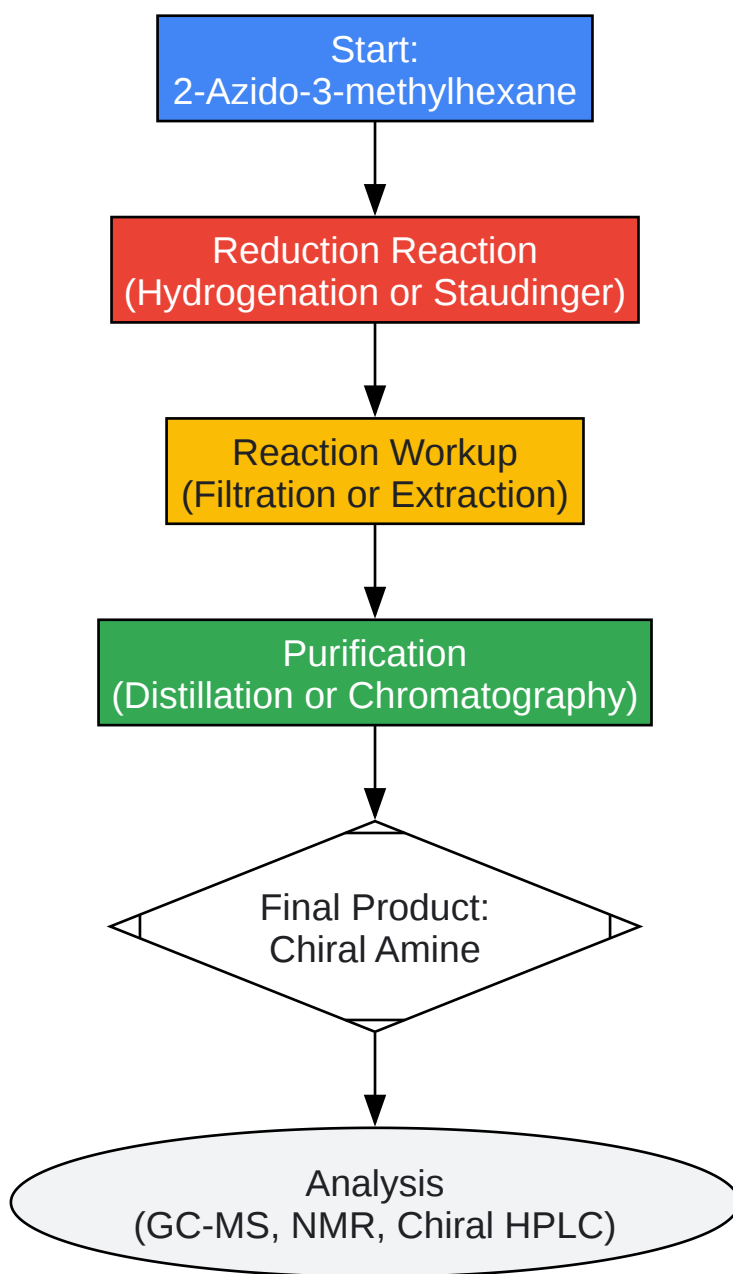 Start:
2-Azido-3-methylhexane
Reduction Reaction
(Hydrogenation or Staudinger)
Reaction Workup
(Filtration or Extraction)
Purification
(Distillation or Chromatography)
Final Product:
Chiral Amine
Analysis
(GC-MS, NMR, Chiral HPLC)